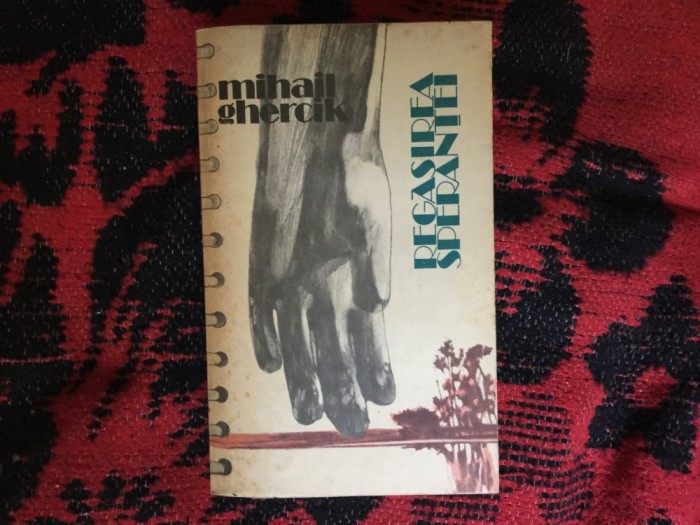 mihail
ghercik
REGASIREA
SPERANTEI